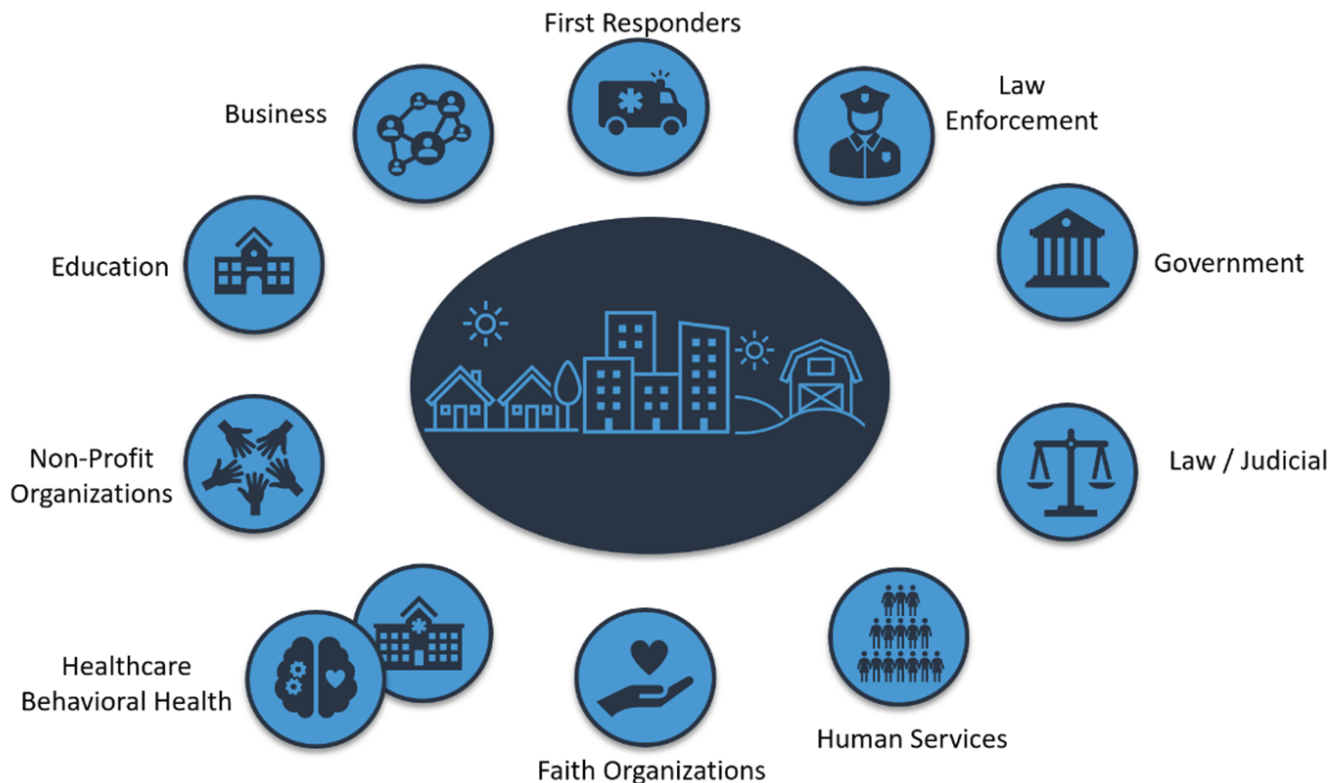 First Responders
Business
Law
Enforcement
Education
Government
Non-Profit
Organizations
Law / Judicial
Healthcare
Behavioral Health
Human Services
Faith Organizations